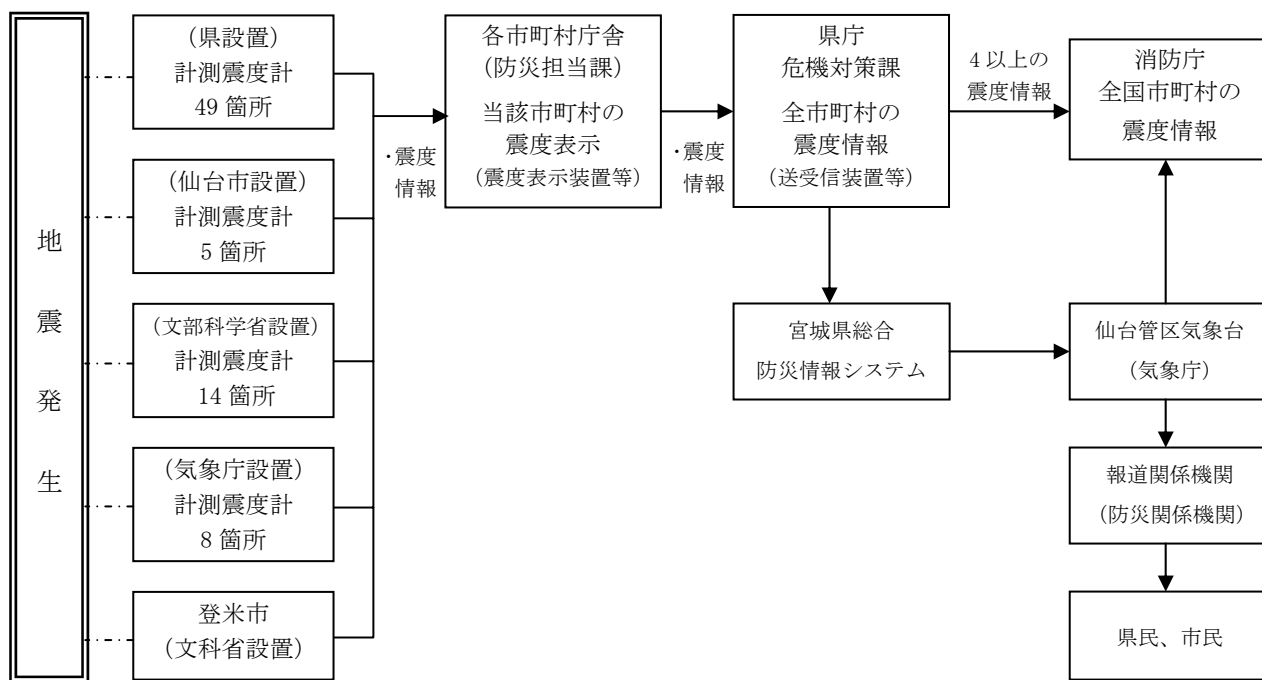 地震発生
(県設置)
計測震度計
49 箇所
(仙台市設置)
計測震度計
5 箇所
(文部科学省設置)
計測震度計
14 箇所
(気象庁設置)
計測震度計
8 箇所
登米市
(文科省設置)
・震度
情報
各市町村庁舎
(防災担当課)
当該市町村の
震度表示
(震度表示装置等)
・震度
情報
県庁
危機対策課
全市町村の
震度情報
(送受信装置等)
4 以上の
震度情報
消防庁
全国市町村の
震度情報
宮城県総合
防災情報システム
仙台管区気象台
(気象庁)
報道関係機関
(防災関係機関)
県民、市民